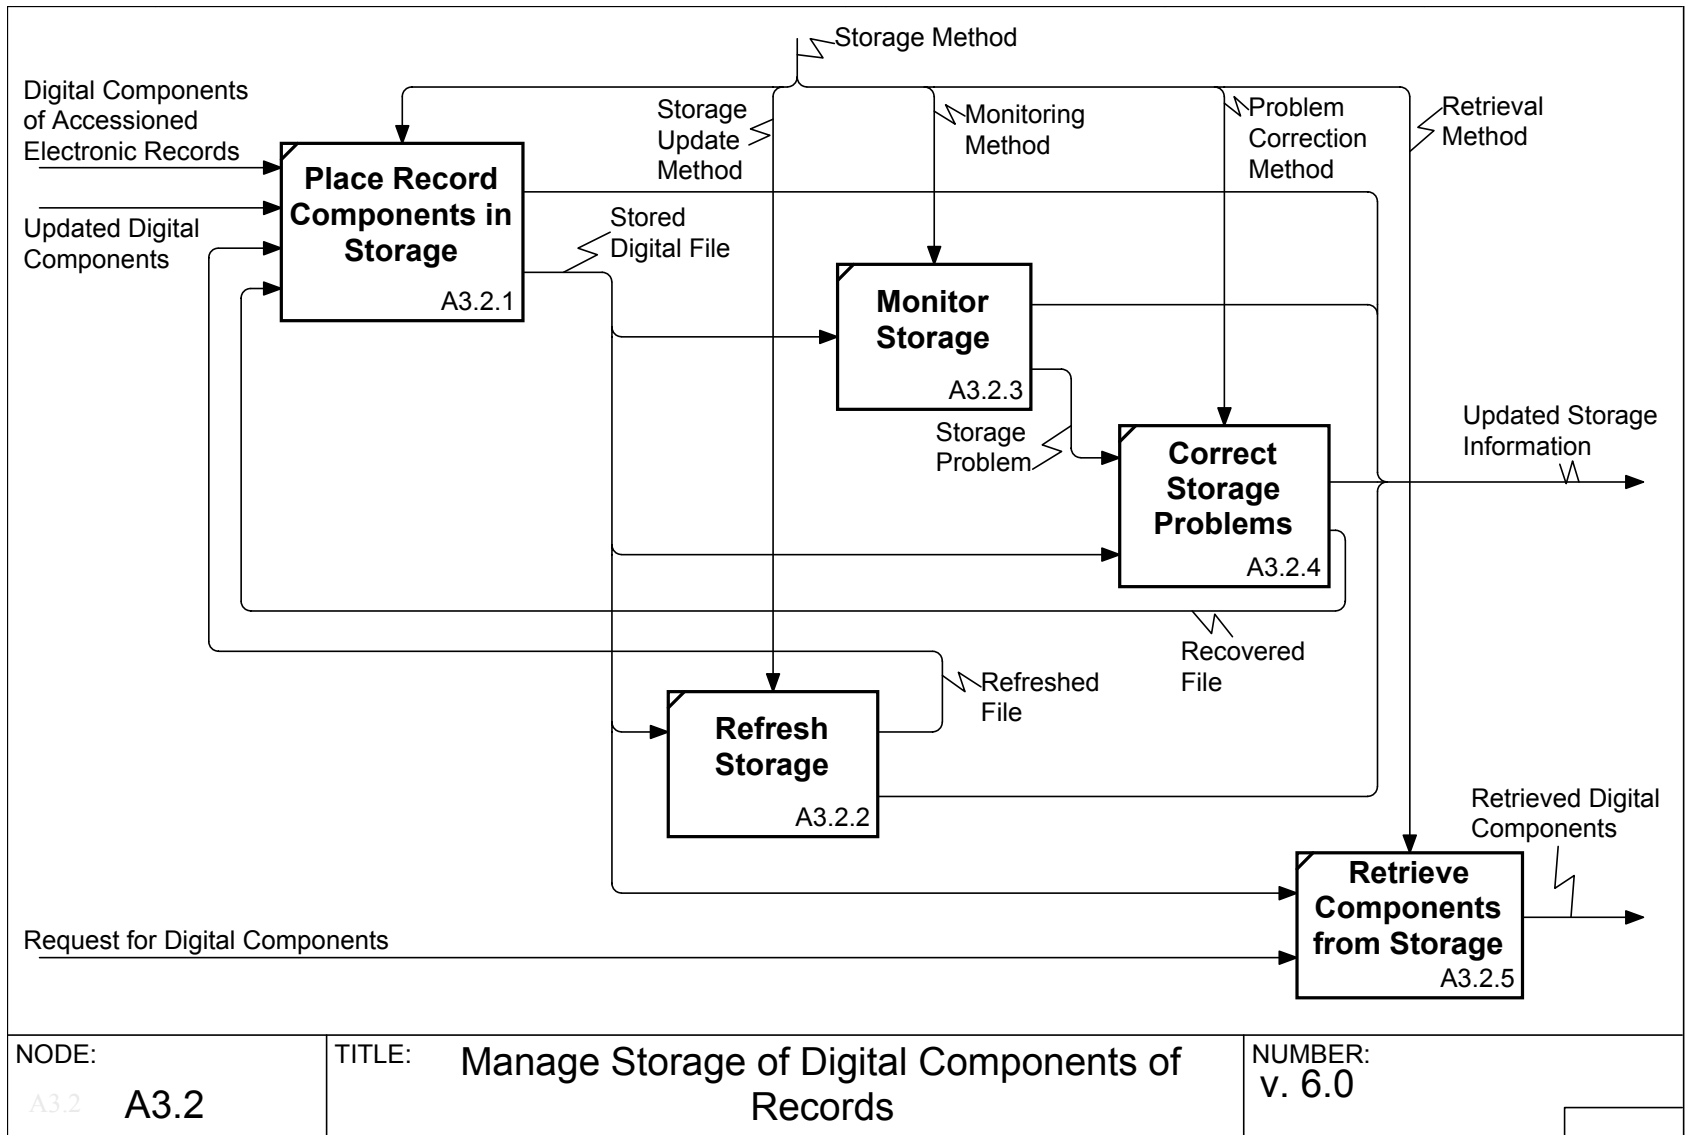 Storage Method
Digital Components
of Accessioned
Electronic Records
Updated Digital
Components
Place Record
Components in
Storage
A3.2.1
Stored
Digital File
Storage
Update
Method
Monitoring
Method
Problem
Correction
Method
Retrieval
Method
Monitor
Storage
A3.2.3
Storage
Problem
Correct
Storage
Problems
A3.2.4
Updated Storage
Information
Recovered
File
Refreshed
File
Refresh
Storage
A3.2.2
Retrieved Digital
Components
Retrieve
Components
from Storage
A3.2.5
Request for Digital Components
NODE:
A3.2
A3.2
TITLE:
Manage Storage of Digital Components of
Records
NUMBER:
v. 6.0